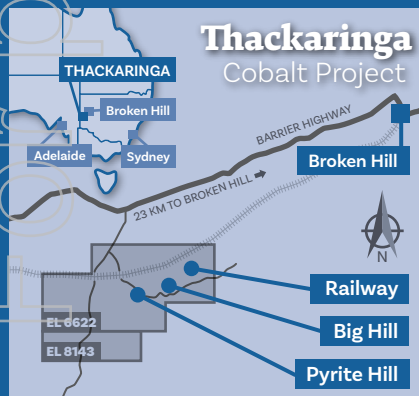 Thackaringa
Cobalt Project
THACKARINGA
Broken Hill
Adelaide
Sydney
BARRIER HIGHWAY
Broken Hill
23 KM TO BROKEN HILL
N
Railway
EL 6622
Big Hill
EL 8143
Pyrite Hill